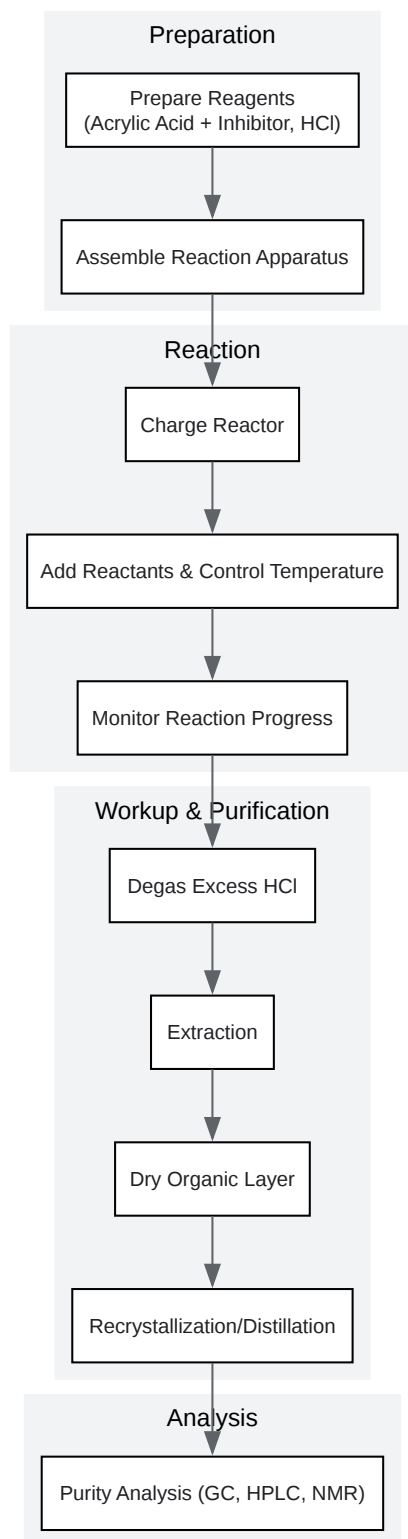 Preparation
Prepare Reagents
(Acrylic Acid + Inhibitor, HCl)
Assemble Reaction Apparatus
Reaction
Charge Reactor
Add Reactants & Control Temperature
Monitor Reaction Progress
Workup & Purification
Degas Excess HCl
Extraction
Dry Organic Layer
Recrystallization/Distillation
Analysis
Purity Analysis (GC, HPLC, NMR)